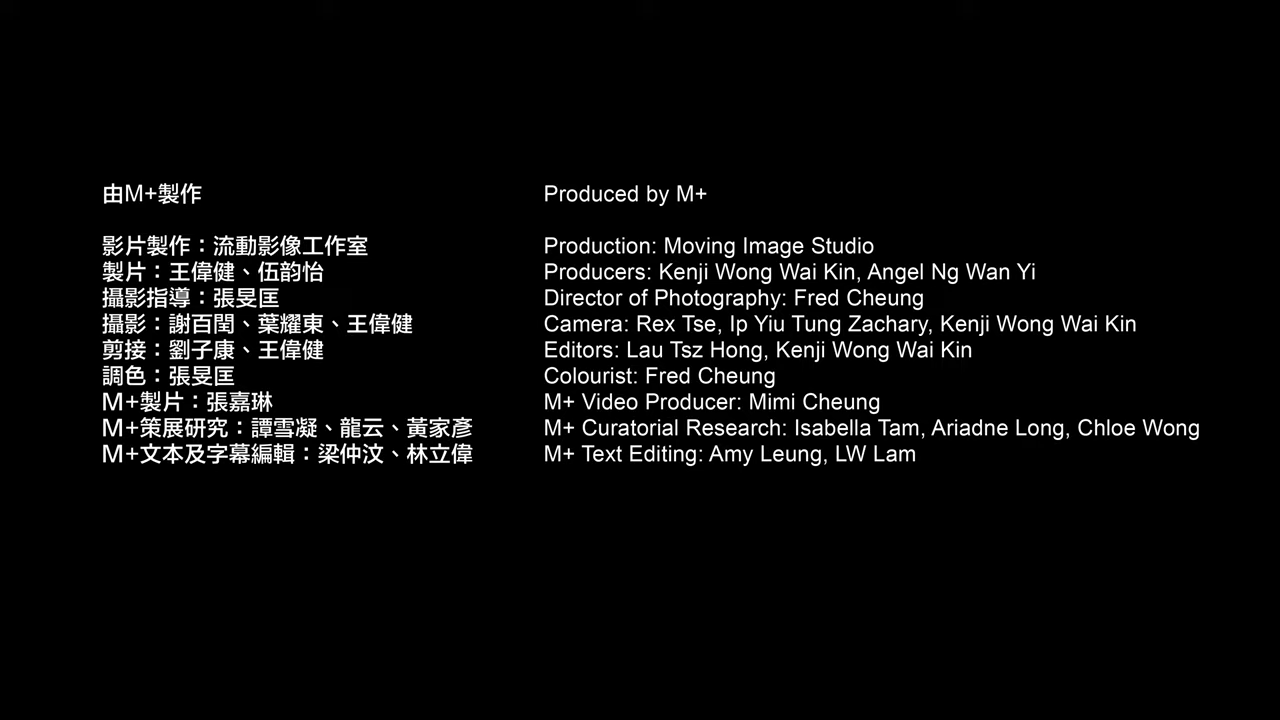 由M+製作
影片製作：流動影像工作室
製片：王偉健、伍韵怡
攝影指導：張旻匡
攝影：謝百閏、葉耀東、王偉健
剪接：劉子康、王偉健
調色：張旻匡
M+製片：張嘉琳
M+策展研究：譚雪凝、龍云、黃家彥
M+文本及字幕編輯：梁仲汶、林立偉
Produced by M+
Production: Moving Image Studio
Producers: Kenji Wong Wai Kin, Angel Ng Wan Yi
Director of Photography: Fred Cheung
Camera: Rex Tse, Ip Yiu Tung Zachary, Kenji Wong Wai Kin
Editors: Lau Tsz Hong, Kenji Wong Wai Kin
Colourist: Fred Cheung
M+ Video Producer: Mimi Cheung
M+ Curatorial Research: Isabella Tam, Ariadne Long, Chloe Wong
M+ Text Editing: Amy Leung, LW Lam